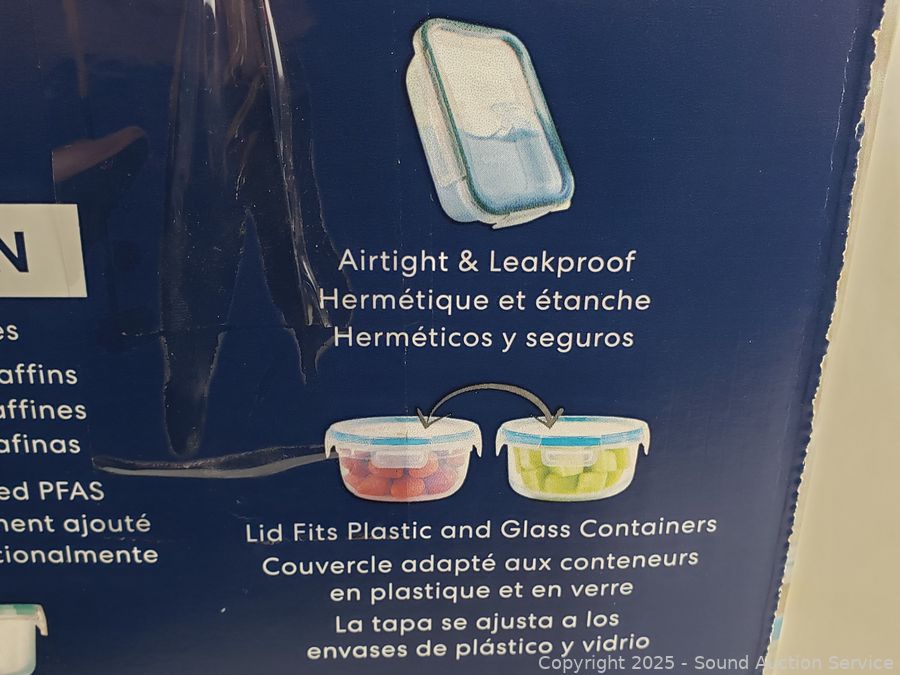 N
es
affins
affines
afinas
ed PFAS
ment ajouté
cionalmente
Airtight & Leakproof
Hermétique et étanche
Herméticos y seguros
Lid Fits Plastic and Glass Containers
Couvercle adapté aux conteneurs
en plastique et en verre
La tapa se ajusta a los
envases de plástico y vidrio
Copyright 2025 - Sound Auction Service